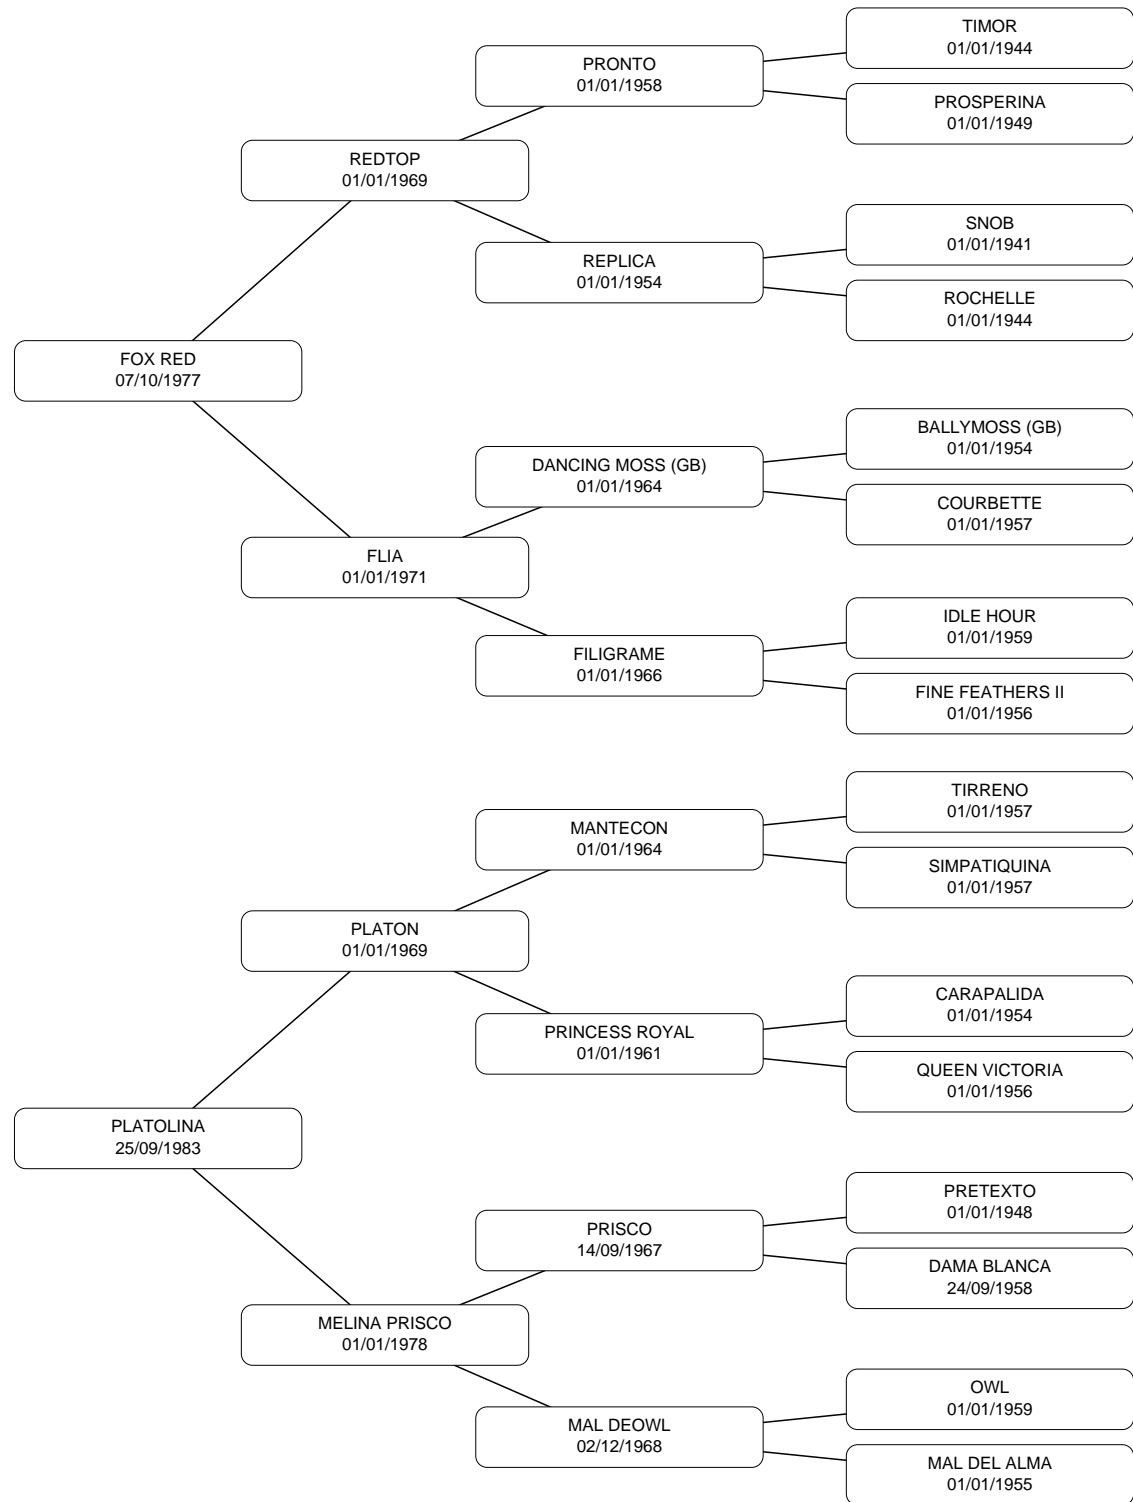 TIMOR
01/01/1944
PRONTO
01/01/1958
PROSPERINA
01/01/1949
REDTOP
01/01/1969
SNOB
01/01/1941
REPLICA
01/01/1954
ROCHELLE
01/01/1944
FOX RED
07/10/1977
BALLYMOSS (GB)
01/01/1954
DANCING MOSS (GB)
01/01/1964
COURBETTE
01/01/1957
FLIA
01/01/1971
IDLE HOUR
01/01/1959
FILIGRAME
01/01/1966
FINE FEATHERS II
01/01/1956
TIRRENO
01/01/1957
MANTECON
01/01/1964
SIMPATIQUINA
01/01/1957
PLATON
01/01/1969
CARAPALIDA
01/01/1954
PRINCESS ROYAL
01/01/1961
QUEEN VICTORIA
01/01/1956
PLATOLINA
25/09/1983
PRETEXTO
01/01/1948
PRISCO
14/09/1967
DAMA BLANCA
24/09/1958
MELINA PRISCO
01/01/1978
OWL
01/01/1959
MAL DEOWL
02/12/1968
MAL DEL ALMA
01/01/1955